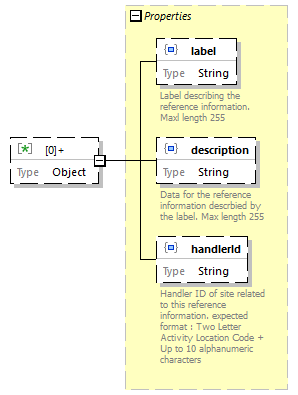 Properties
label
Type String
Label describing the
reference information.
Maxl length 255
[0]+
Type Object
description
Type String
Data for the reference
information descrbied by
the label. Max length 255
handlerId
Type String
Handler ID of site related
to this reference
information. expected
format : Two Letter
Activity Location Code +
Up to 10 alphanumeric
characters